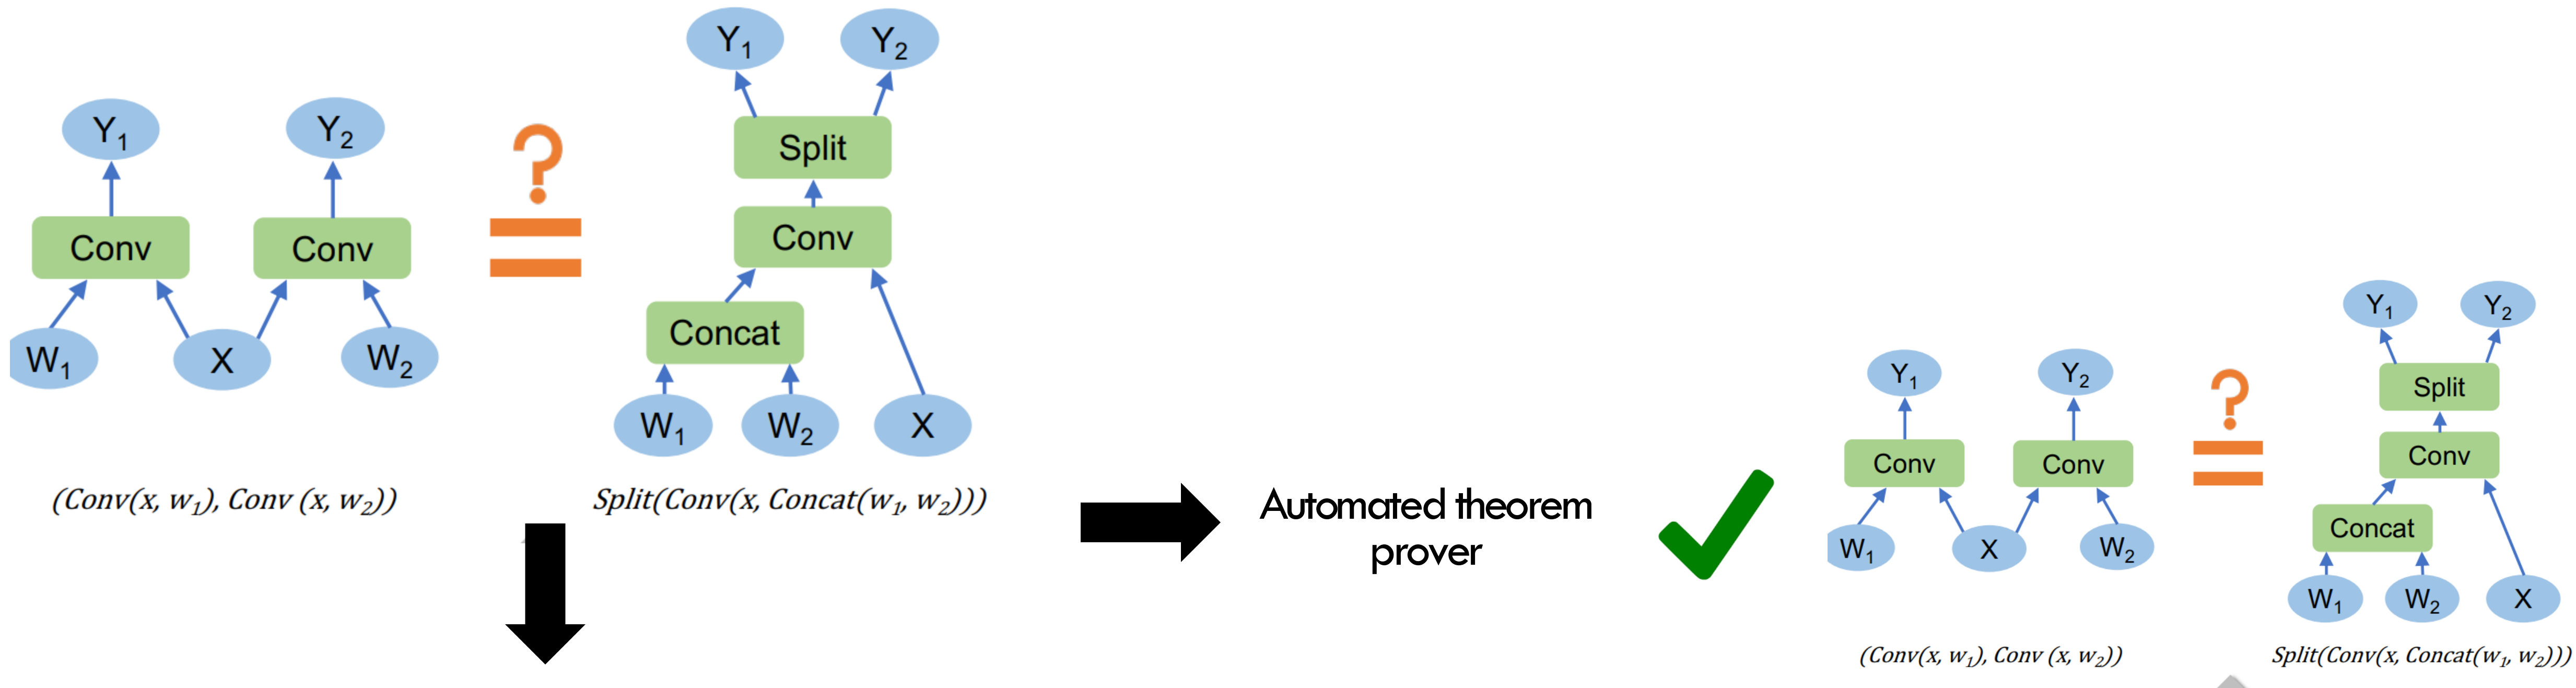 Y1 Y2
?
Conv Conv
W1 X W2
(Conv(x, w1), Conv (x, w2))
Y1 Y2
Split
Conv
Concat
W1 W2 X
Split(Conv(x, Concat(w1, w2)))
Automated theorem
prover
Y1 Y2
?
Conv Conv
W1 X W2
(Conv(x, w1), Conv (x, w2))
Y1 Y2
Split
Conv
Concat
W1 W2 X
Split(Conv(x, Concat(w1, w2)))